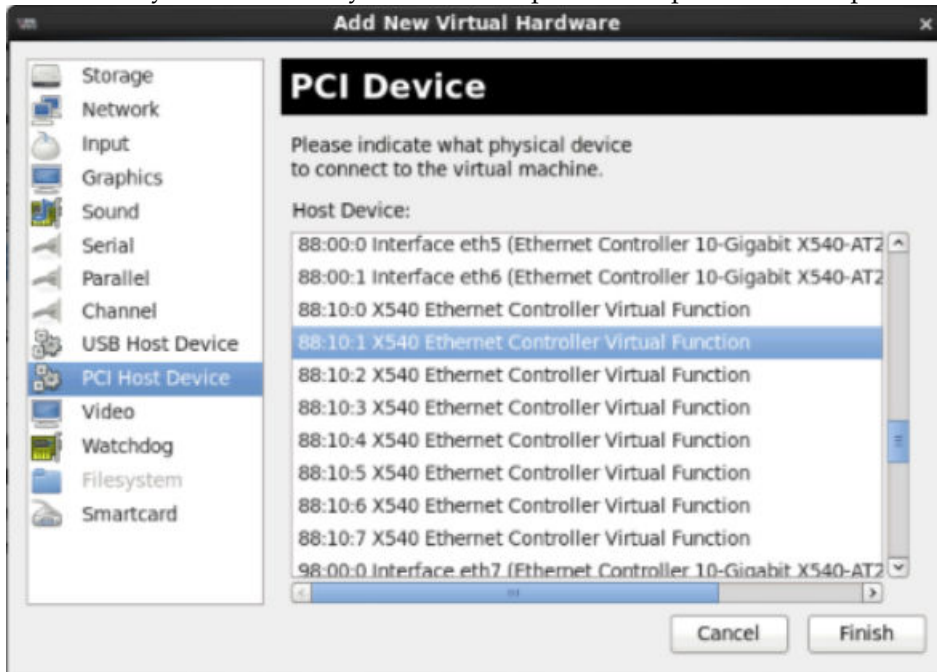 Add New Virtual Hardware
Storage
Network
Input
Graphics
Sound
Serial
Parallel
Channel
USB Host Device
PCI Host Device
Video
Watchdog
Filesystem
Smartcard
PCI Device
Please indicate what physical device
to connect to the virtual machine.
Host Device:
88:00:0 Interface eth5 (Ethernet Controller 10-Gigabit X540-AT2
88:00:1 Interface eth6 (Ethernet Controller 10-Gigabit X540-AT2
88:10:0 X540 Ethernet Controller Virtual Function
88:10:1 X540 Ethernet Controller Virtual Function
88:10:2 X540 Ethernet Controller Virtual Function
88:10:3 X540 Ethernet Controller Virtual Function
88:10:4 X540 Ethernet Controller Virtual Function
88:10:5 X540 Ethernet Controller Virtual Function
88:10:6 X540 Ethernet Controller Virtual Function
88:10:7 X540 Ethernet Controller Virtual Function
98:00:0 Interface eth7 (Ethernet Controller 10-Gigabit X540-AT2
Cancel
Finish